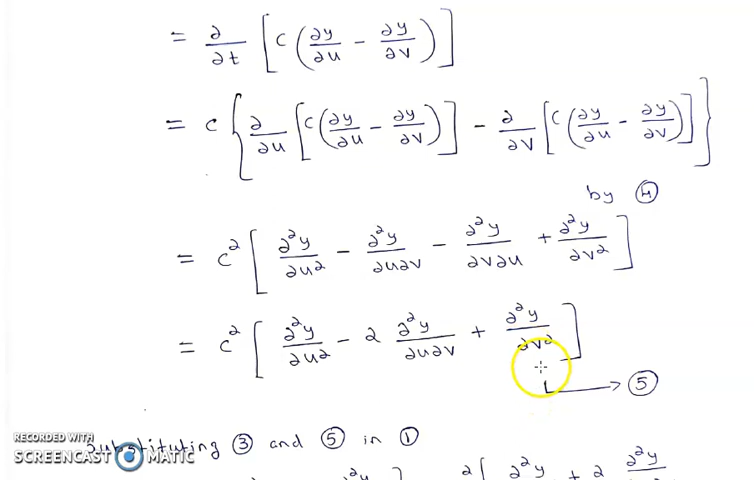 = ∂/∂t [ c ( ∂y/∂u − ∂y/∂v ) ]
= c { ∂/∂u [ c ( ∂y/∂u − ∂y/∂v ) ] − ∂/∂v [ c ( ∂y/∂u − ∂y/∂v ) ] }
by ④
= c² [ ∂²y/∂u² − ∂²y/∂u∂v − ∂²y/∂v∂u + ∂²y/∂v² ]
= c² [ ∂²y/∂u² − 2 ∂²y/∂u∂v + ∂²y/∂v² ]
→ ⑤
Substituting ③ and ⑤ in ①
RECORDED WITH
SCREENCAST MATIC